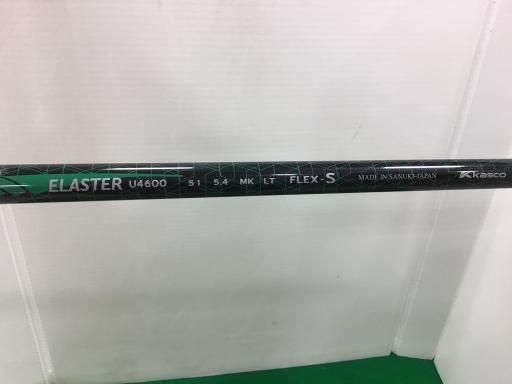 ELASTER U4600 51 5.4 MK LT FLEX-S MADE IN SANUKI-JAPAN Kasco